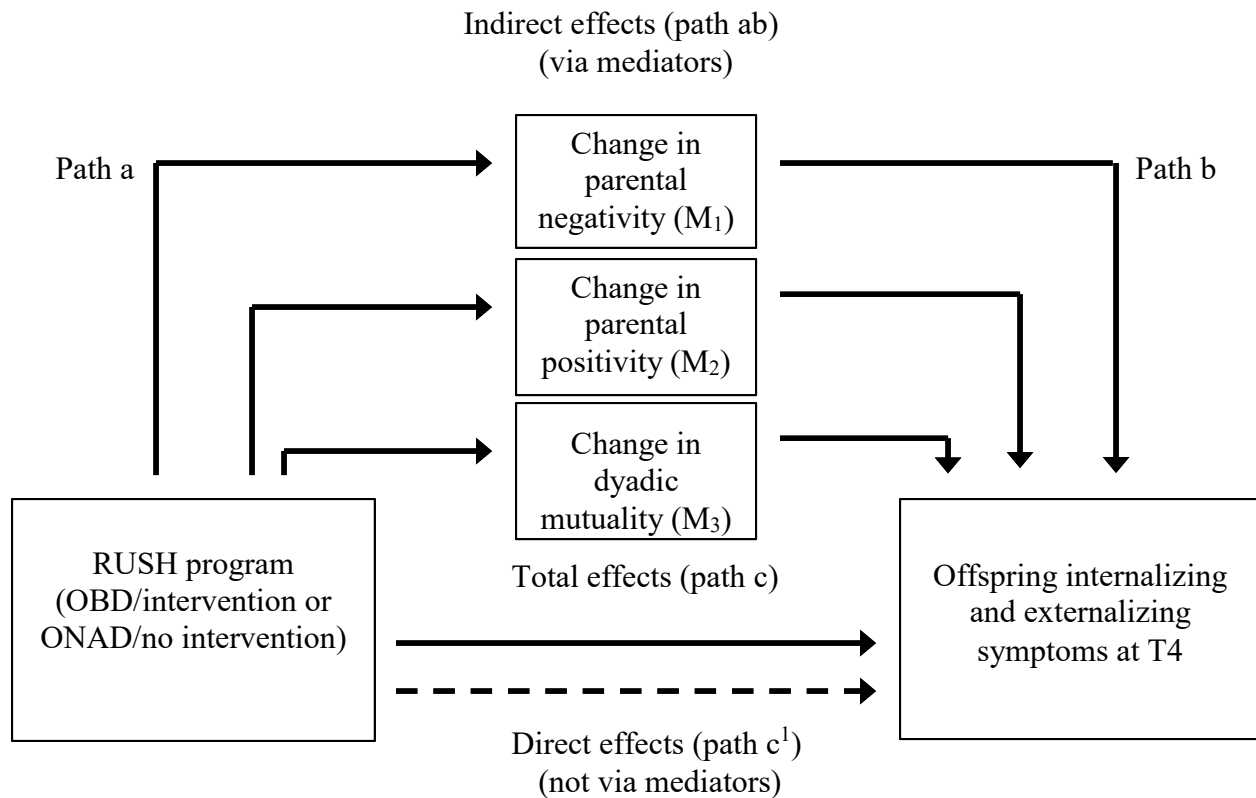 Indirect effects (path ab)
(via mediators)
Path a
Change in
parental
negativity (M₁)
Path b
Change in
parental
positivity (M₂)
Change in
dyadic
mutuality (M₃)
RUSH program
(OBD/intervention or
ONAD/no intervention)
Total effects (path c)
Offspring internalizing
and externalizing
symptoms at T4
Direct effects (path c¹)
(not via mediators)